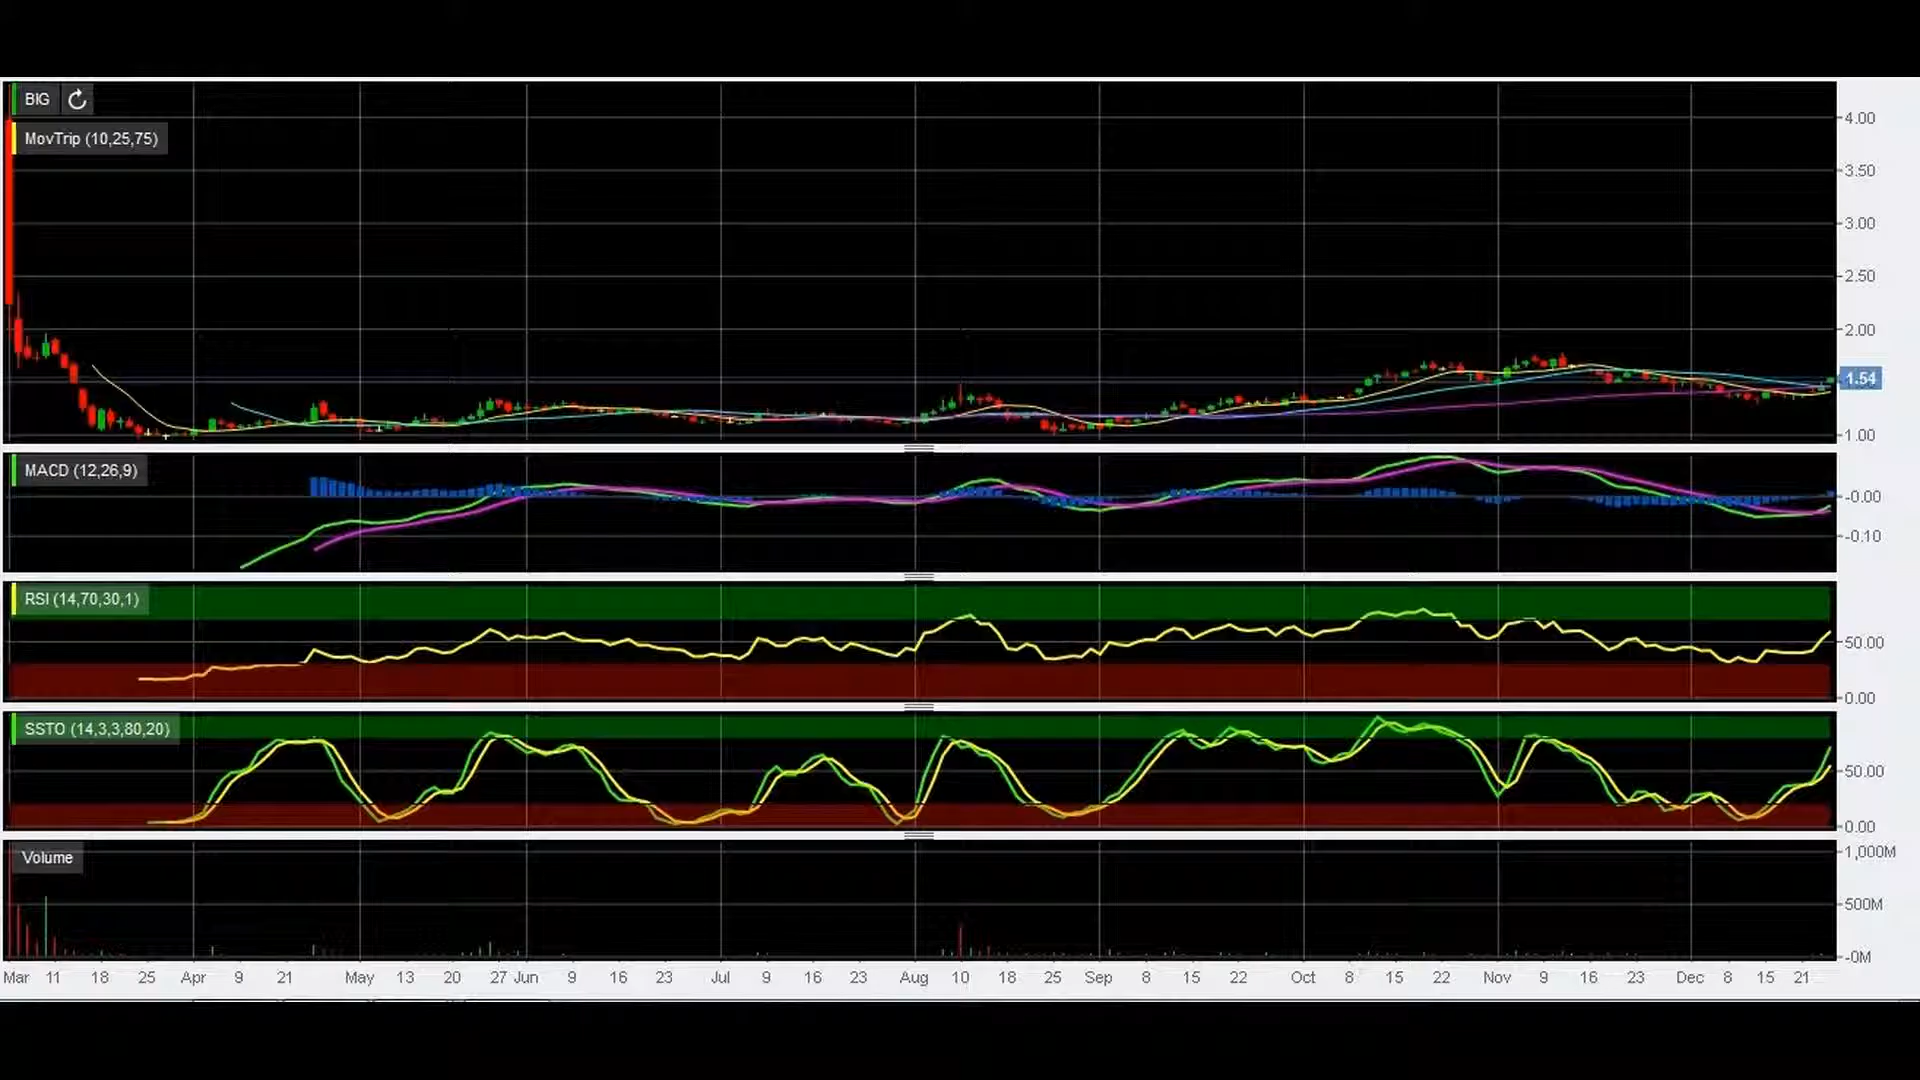 BIG
4.00
MovTrip (10,25,75)
3.50
3.00
2.50
2.00
1.54
1.00
MACD (12,26,9)
-0.00
-0.10
RSI (14,70,30,1)
50.00
0.00
SSTO (14,3,3,80,20)
50.00
0.00
Volume
1,000M
500M
0M
Mar 11 18 25 Apr 9 21 May 13 20 27 Jun 9 16 23 Jul 9 16 23 Aug 10 18 25 Sep 8 15 22 Oct 8 15 22 Nov 9 16 23 Dec 8 15 21